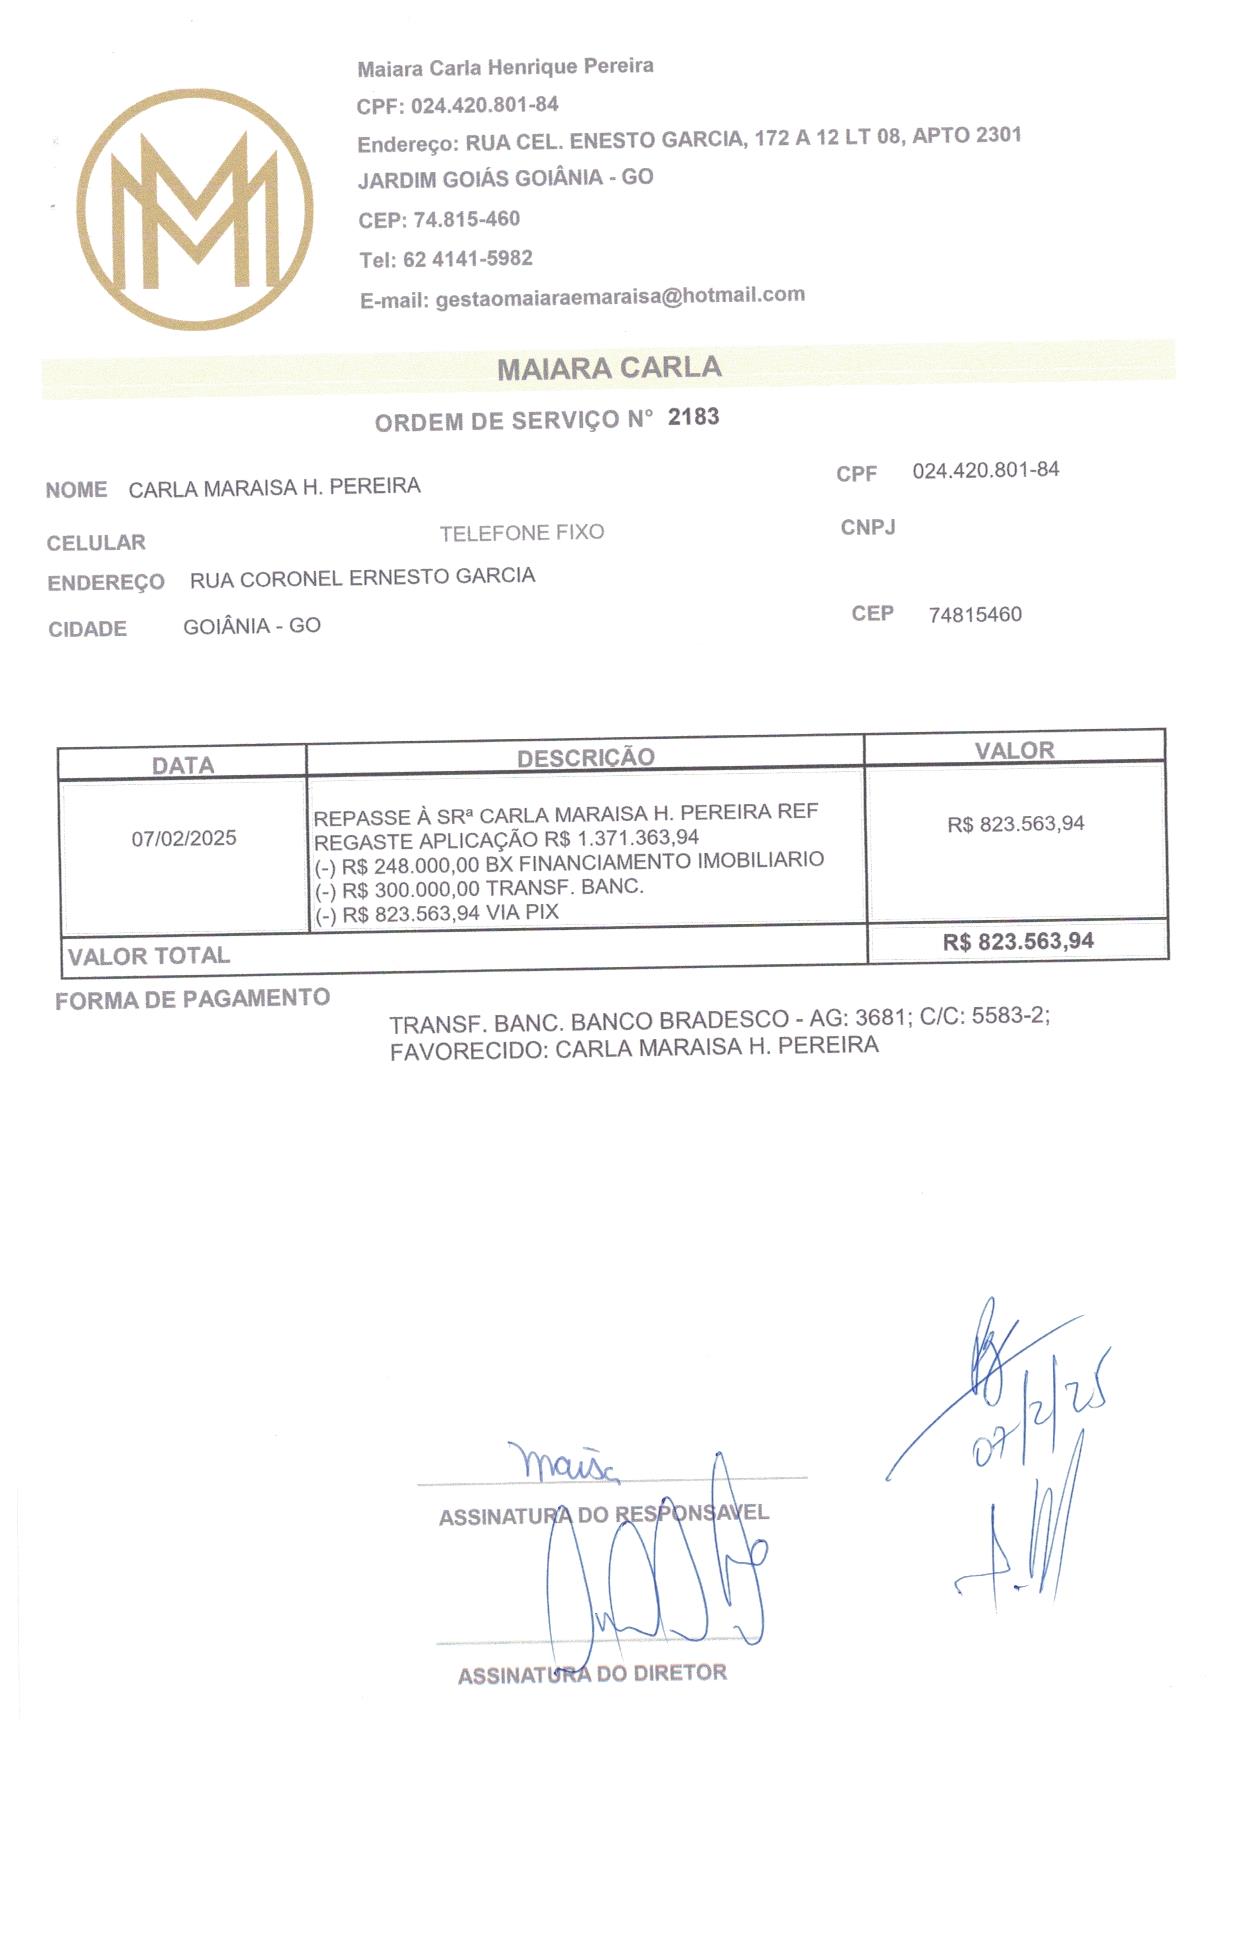 Maiara Carla Henrique Pereira
CPF: 024.420.801-84
Endereço: RUA CEL. ENESTO GARCIA, 172 A 12 LT 08, APTO 2301
JARDIM GOIÁS GOIÂNIA - GO
CEP: 74.815-460
Tel: 62 4141-5982
E-mail: gestaomaiaraemaraisa@hotmail.com
MAIARA CARLA
ORDEM DE SERVIÇO N° 2183
NOME CARLA MARAISA H. PEREIRA CPF 024.420.801-84
CELULAR TELEFONE FIXO CNPJ
ENDEREÇO RUA CORONEL ERNESTO GARCIA
CIDADE GOIÂNIA - GO CEP 74815460
DATA DESCRIÇÃO VALOR
REPASSE À SRª CARLA MARAISA H. PEREIRA REF
07/02/2025 REGASTE APLICAÇÃO R$ 1.371.363,94 R$ 823.563,94
(-) R$ 248.000,00 BX FINANCIAMENTO IMOBILIARIO
(-) R$ 300.000,00 TRANSF. BANC.
(-) R$ 823.563,94 VIA PIX
VALOR TOTAL R$ 823.563,94
FORMA DE PAGAMENTO
TRANSF. BANC. BANCO BRADESCO - AG: 3681; C/C: 5583-2;
FAVORECIDO: CARLA MARAISA H. PEREIRA
07/2/25
ASSINATURA DO RESPONSAVEL
ASSINATURA DO DIRETOR